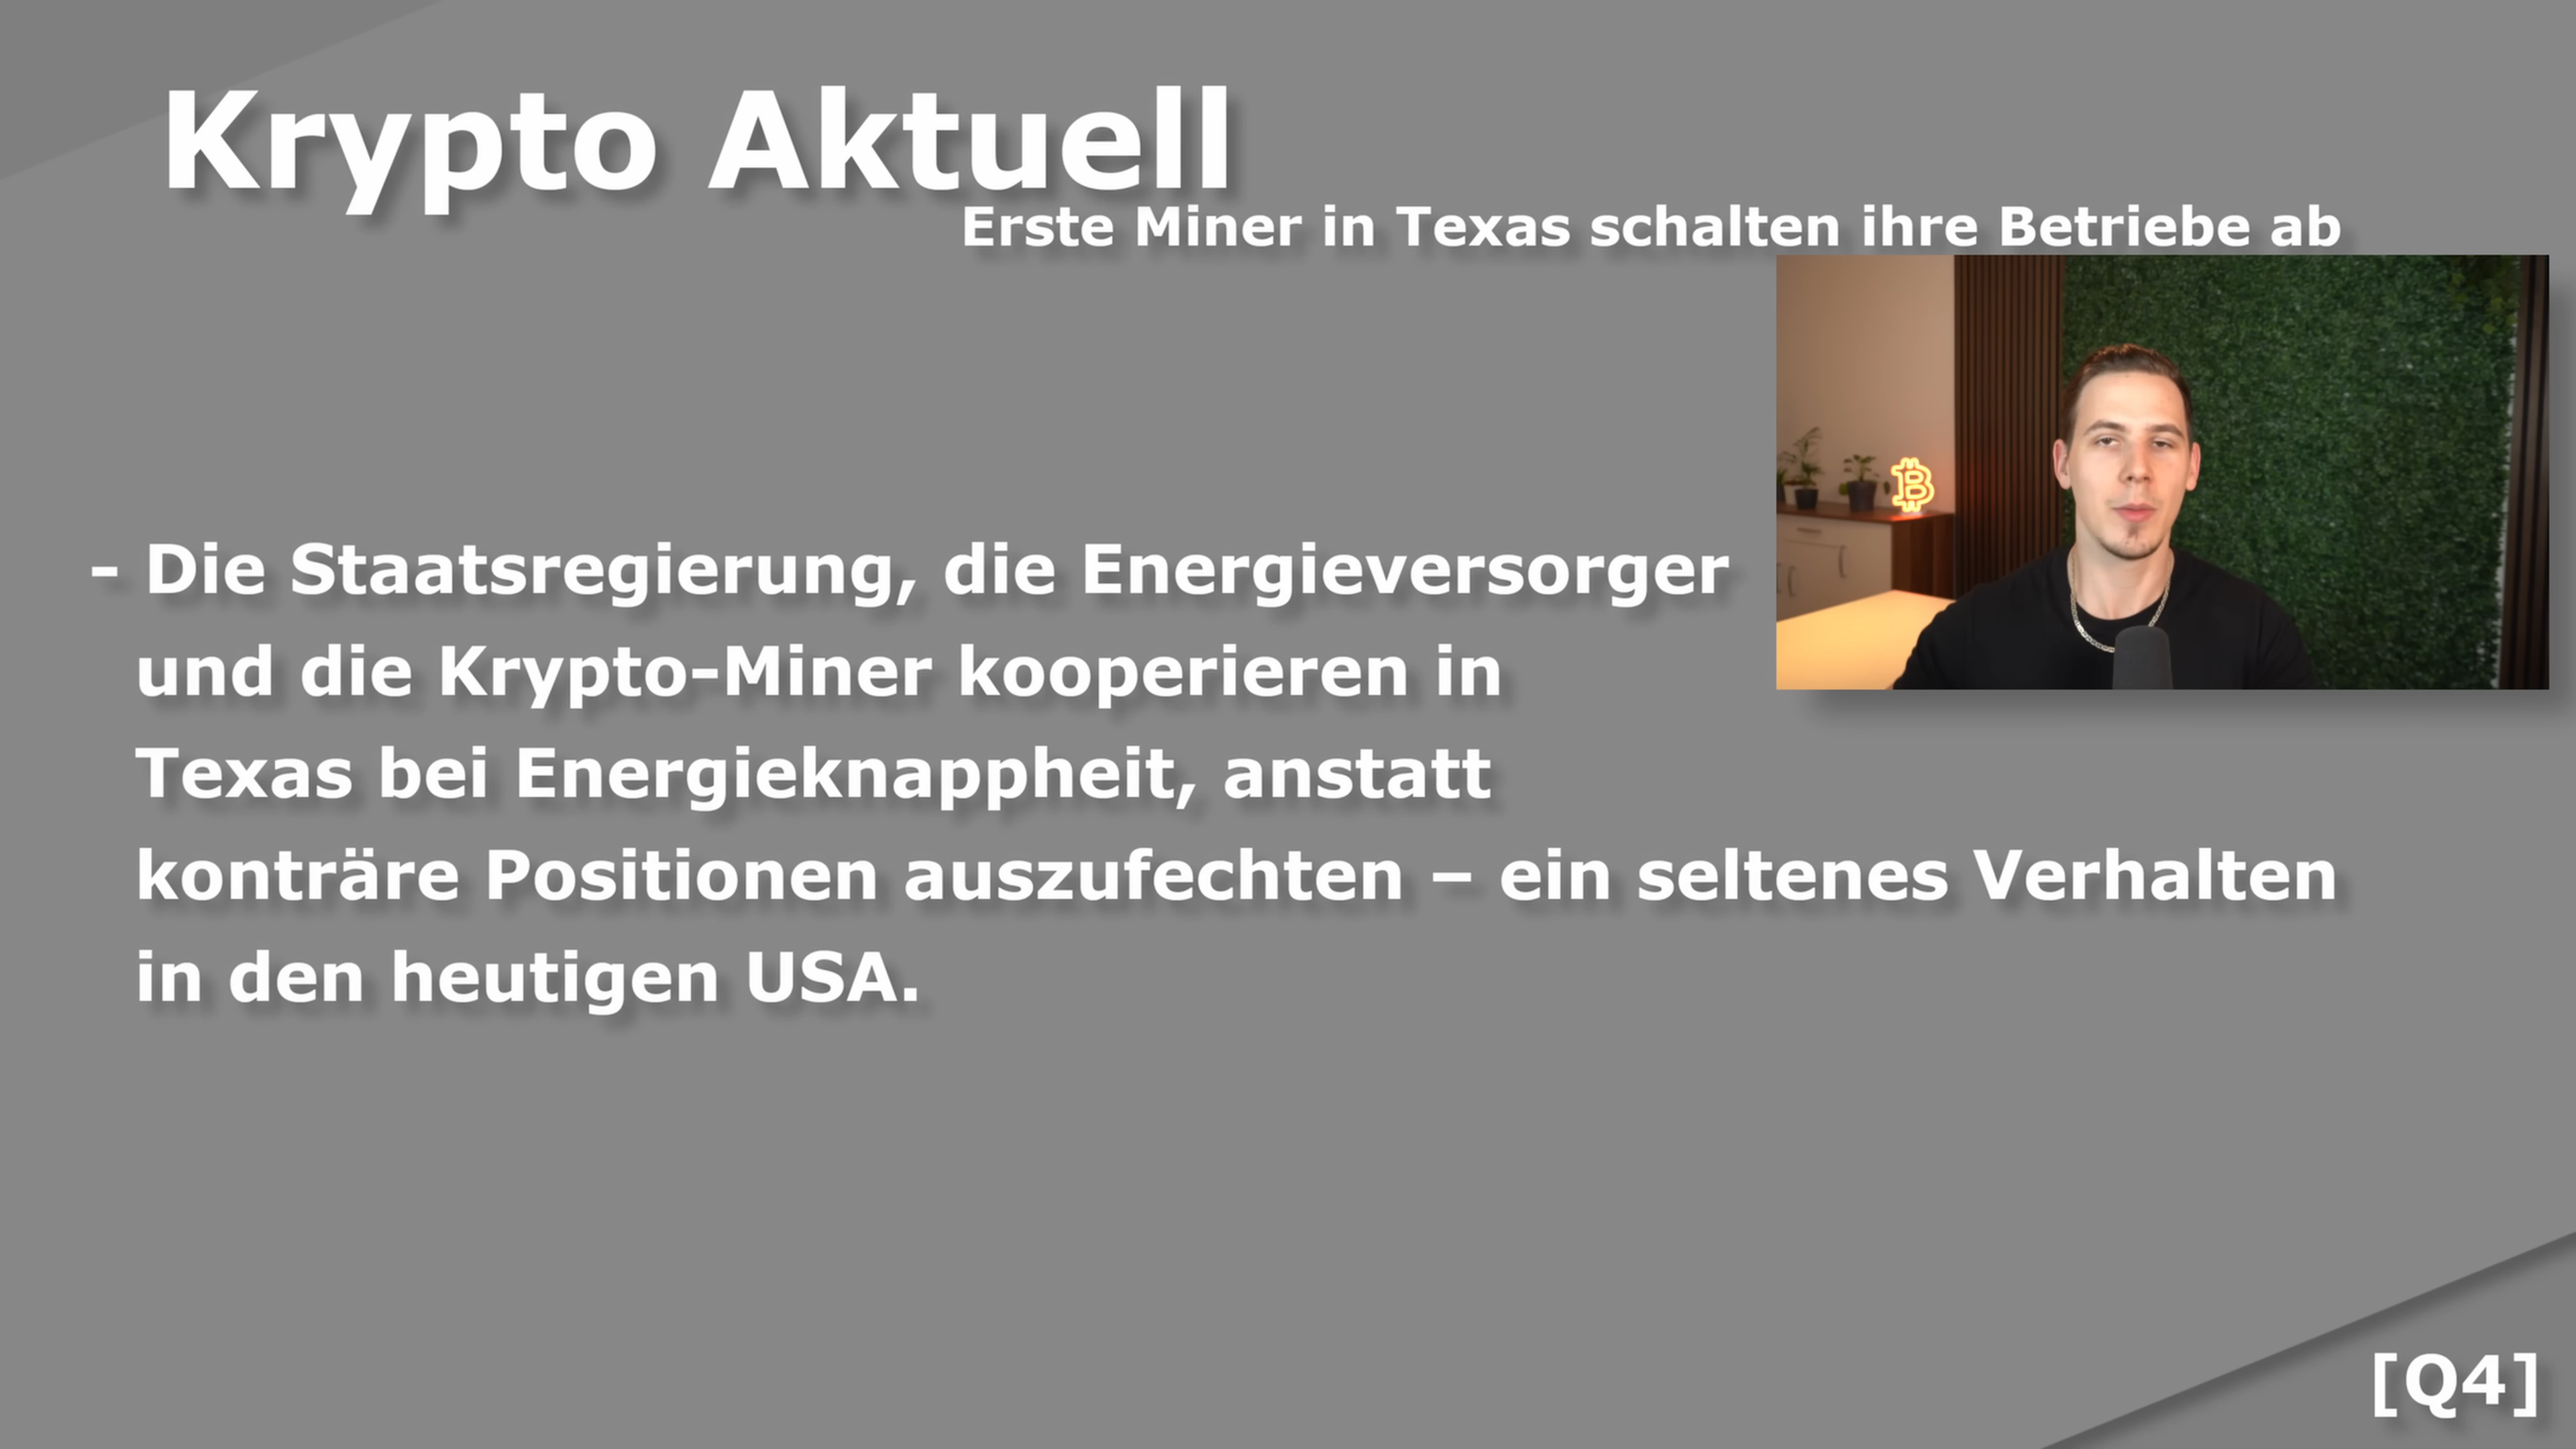 Krypto Aktuell
Erste Miner in Texas schalten ihre Betriebe ab
- Die Staatsregierung, die Energieversorger
und die Krypto-Miner kooperieren in
Texas bei Energieknappheit, anstatt
konträre Positionen auszufechten – ein seltenes Verhalten
in den heutigen USA.
[Q4]